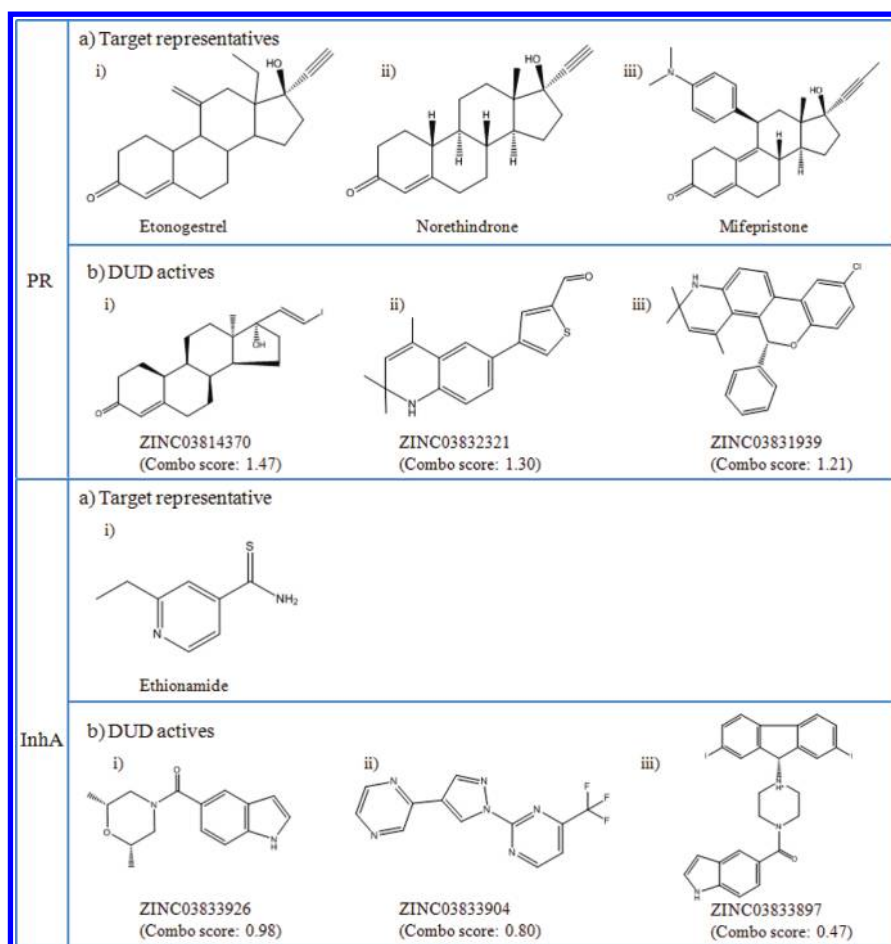 PR
a) Target representatives
i)
ii)
iii)
HO
O
H
H
H
HO
O
N
HO
H
H
O
Etonogestrel
Norethindrone
Mifepristone
b) DUD actives
i)
ii)
iii)
I
OH
O
O
S
N
H
H
N
Cl
O
ZINC03814370
ZINC03832321
ZINC03831939
(Combo score: 1.47)
(Combo score: 1.30)
(Combo score: 1.21)
InhA
a) Target representative
i)
S
NH2
N
Ethionamide
b) DUD actives
i)
ii)
iii)
O
N
O
N
H
N
N
N
N
N
N
F
F
F
I
I
N
H+
N
O
N
H
ZINC03833926
ZINC03833904
ZINC03833897
(Combo score: 0.98)
(Combo score: 0.80)
(Combo score: 0.47)